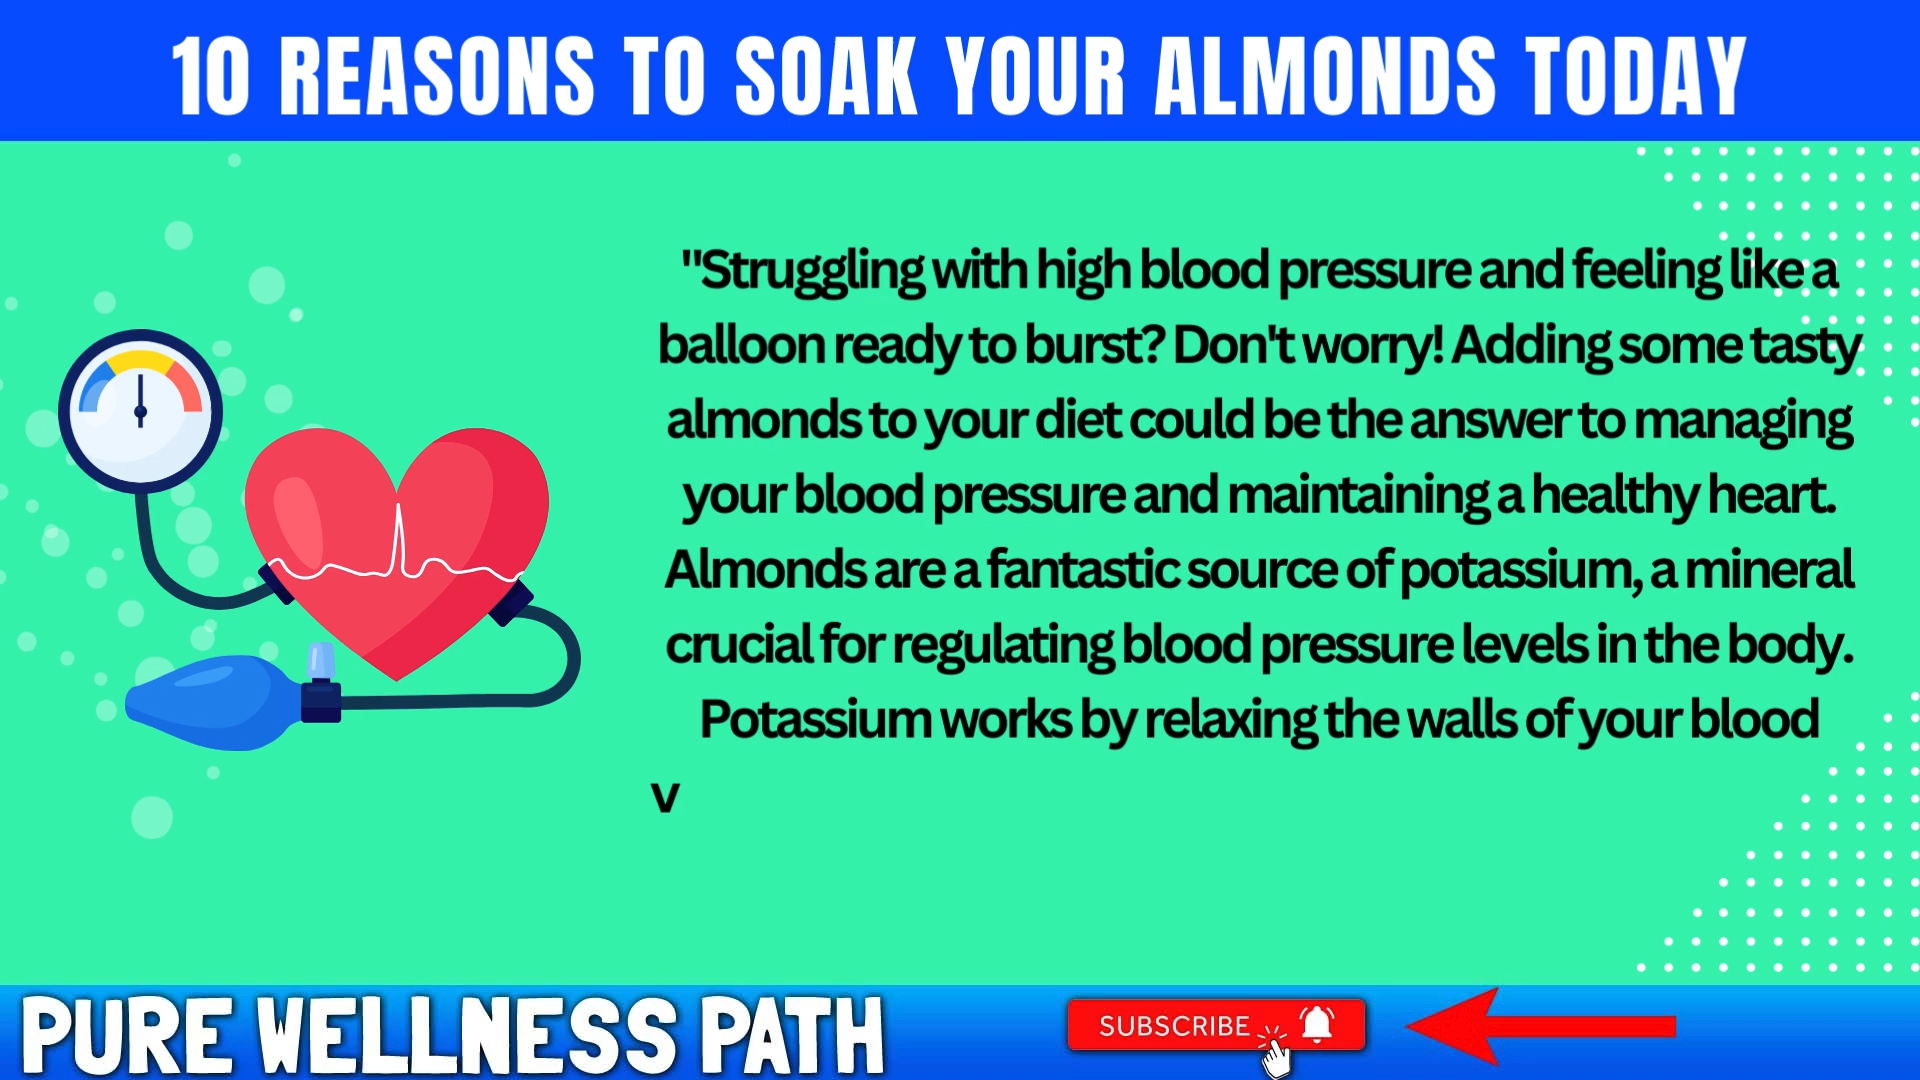 10 REASONS TO SOAK YOUR ALMONDS TODAY
"Struggling with high blood pressure and feeling like a
balloon ready to burst? Don't worry! Adding some tasty
almonds to your diet could be the answer to managing
your blood pressure and maintaining a healthy heart.
Almonds are a fantastic source of potassium, a mineral
crucial for regulating blood pressure levels in the body.
Potassium works by relaxing the walls of your blood
v
PURE WELLNESS PATH
SUBSCRIBE